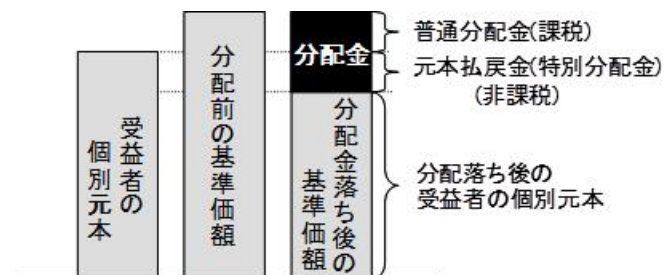 受益者の
個別元本
分配前の基準価額
分配金
分配金落ち後の
基準価額
普通分配金(課税)
元本払戻金(特別分配金)
(非課税)
分配落ち後の
受益者の個別元本